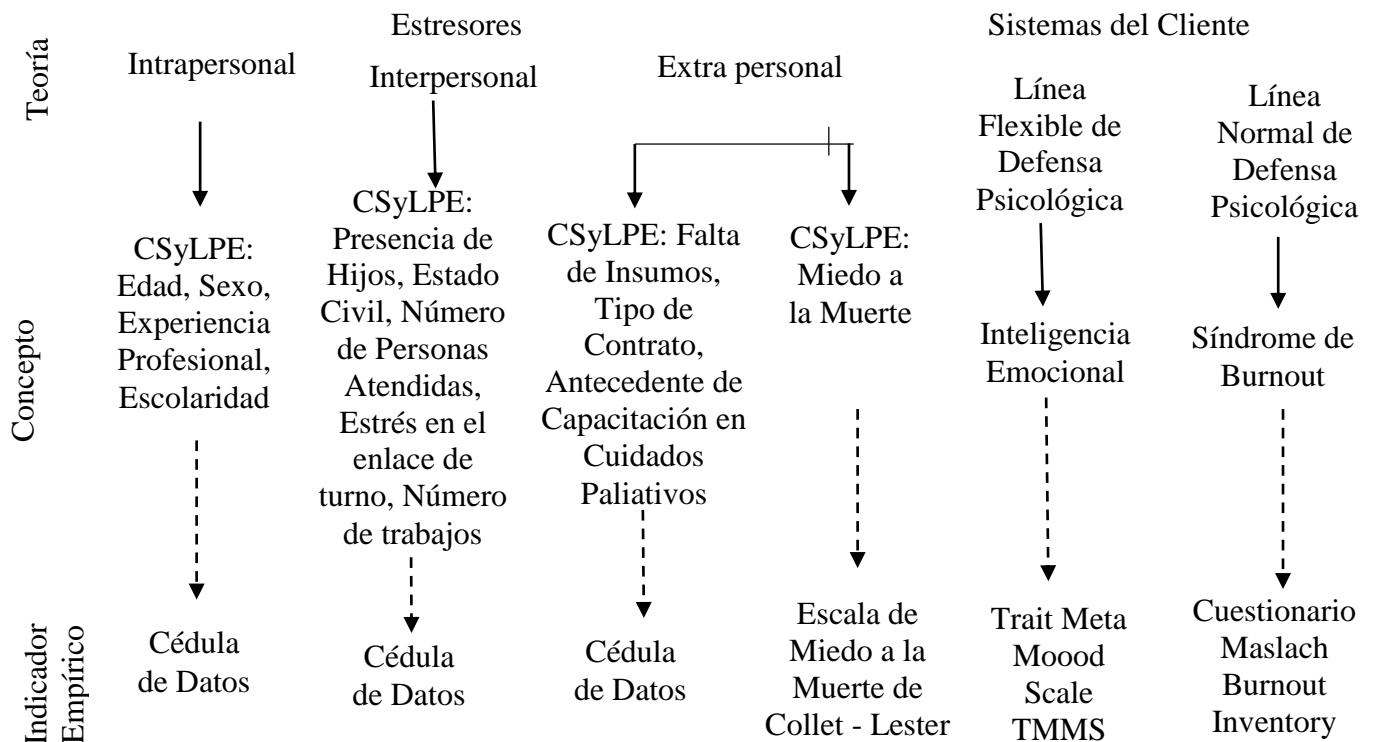 Teoría
Estresores
Sistemas del Cliente
Intrapersonal
Interpersonal
Extra personal
Línea
Flexible de
Defensa
Psicológica
Línea
Normal de
Defensa
Psicológica
Concepto
CSyLPE:
Edad, Sexo,
Experiencia
Profesional,
Escolaridad
CSyLPE:
Presencia de
Hijos, Estado
Civil, Número
de Personas
Atendidas,
Estrés en el
enlace de
turno, Número
de trabajos
CSyLPE: Falta
de Insumos,
Tipo de
Contrato,
Antecedente de
Capacitación en
Cuidados
Paliativos
CSyLPE:
Miedo a
la Muerte
Inteligencia
Emocional
Síndrome de
Burnout
Indicador
Empírico
Cédula
de Datos
Cédula
de Datos
Cédula
de Datos
Escala de
Miedo a la
Muerte de
Collet - Lester
Trait Meta
Moood
Scale
TMMS
Cuestionario
Maslach
Burnout
Inventory